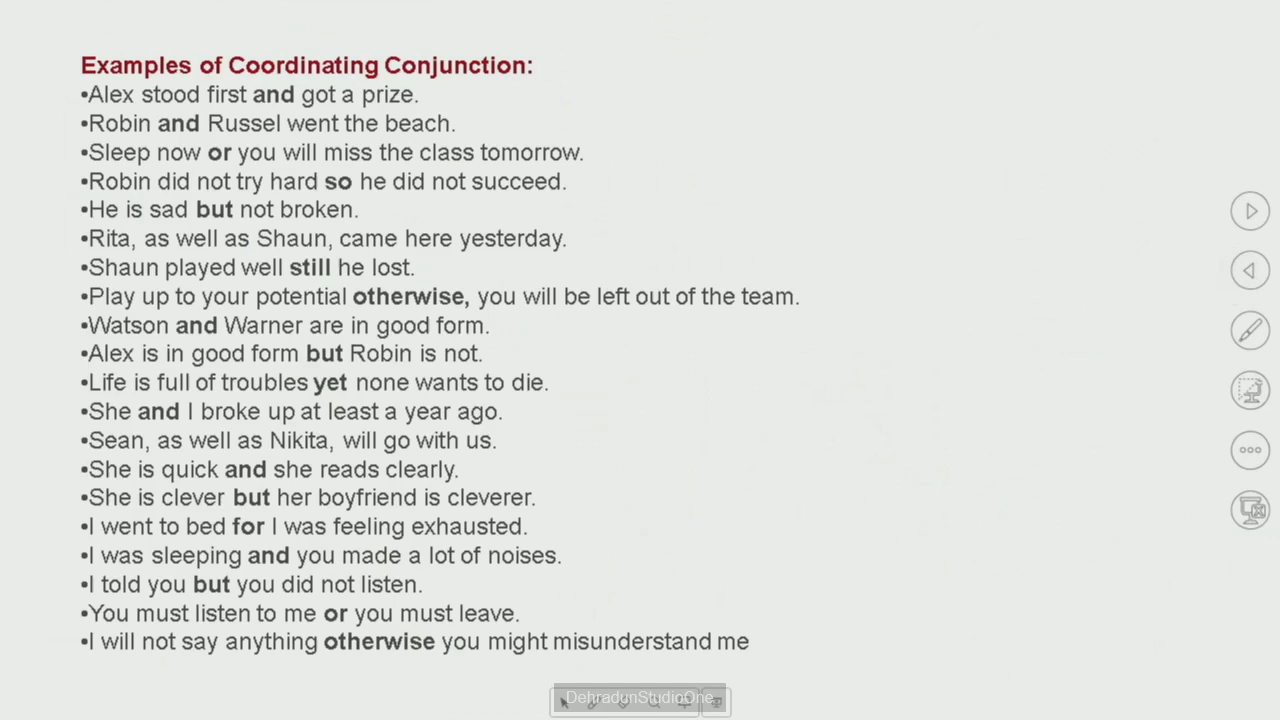 Examples of Coordinating Conjunction:
•Alex stood first and got a prize.
•Robin and Russel went the beach.
•Sleep now or you will miss the class tomorrow.
•Robin did not try hard so he did not succeed.
•He is sad but not broken.
•Rita, as well as Shaun, came here yesterday.
•Shaun played well still he lost.
•Play up to your potential otherwise, you will be left out of the team.
•Watson and Warner are in good form.
•Alex is in good form but Robin is not.
•Life is full of troubles yet none wants to die.
•She and I broke up at least a year ago.
•Sean, as well as Nikita, will go with us.
•She is quick and she reads clearly.
•She is clever but her boyfriend is cleverer.
•I went to bed for I was feeling exhausted.
•I was sleeping and you made a lot of noises.
•I told you but you did not listen.
•You must listen to me or you must leave.
•I will not say anything otherwise you might misunderstand me
DehradunStudioOne